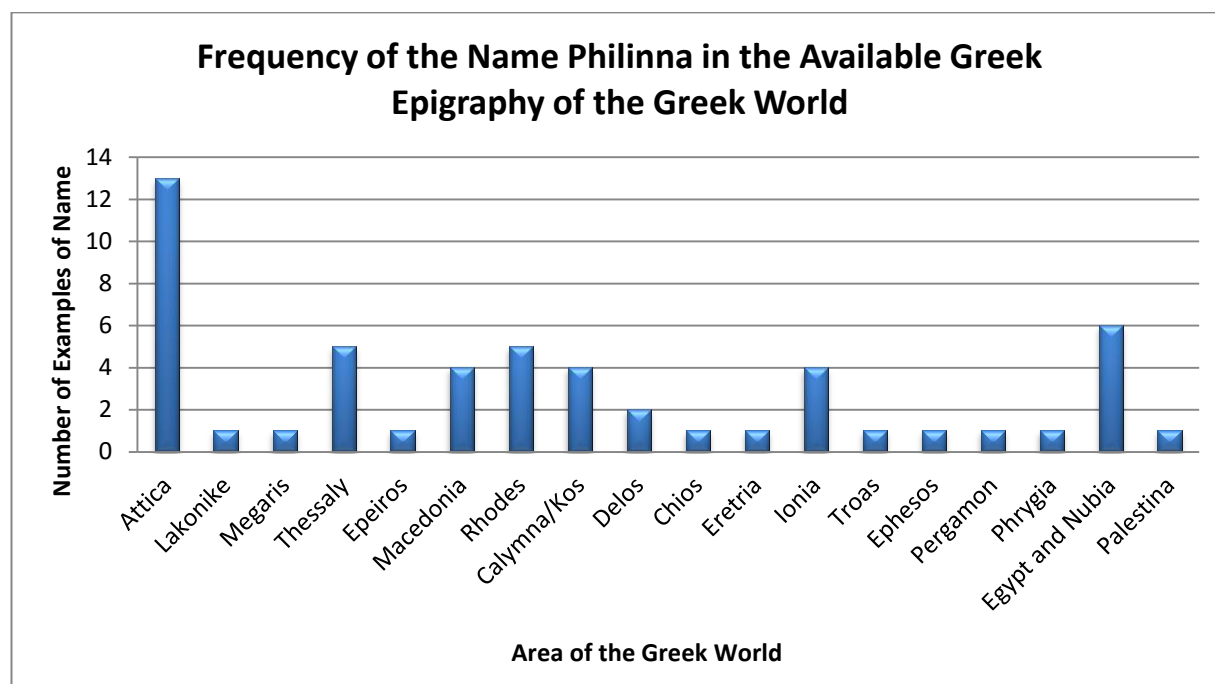 Frequency of the Name Philinna in the Available Greek
Epigraphy of the Greek World
Number of Examples of Name
14
12
10
8
6
4
2
0
Attica
Lakonike
Megaris
Thessaly
Epeiros
Macedonia
Rhodes
Calymna/Kos
Delos
Chios
Eretria
Ionia
Troas
Ephesos
Pergamon
Phrygia
Egypt and Nubia
Palestina
Area of the Greek World